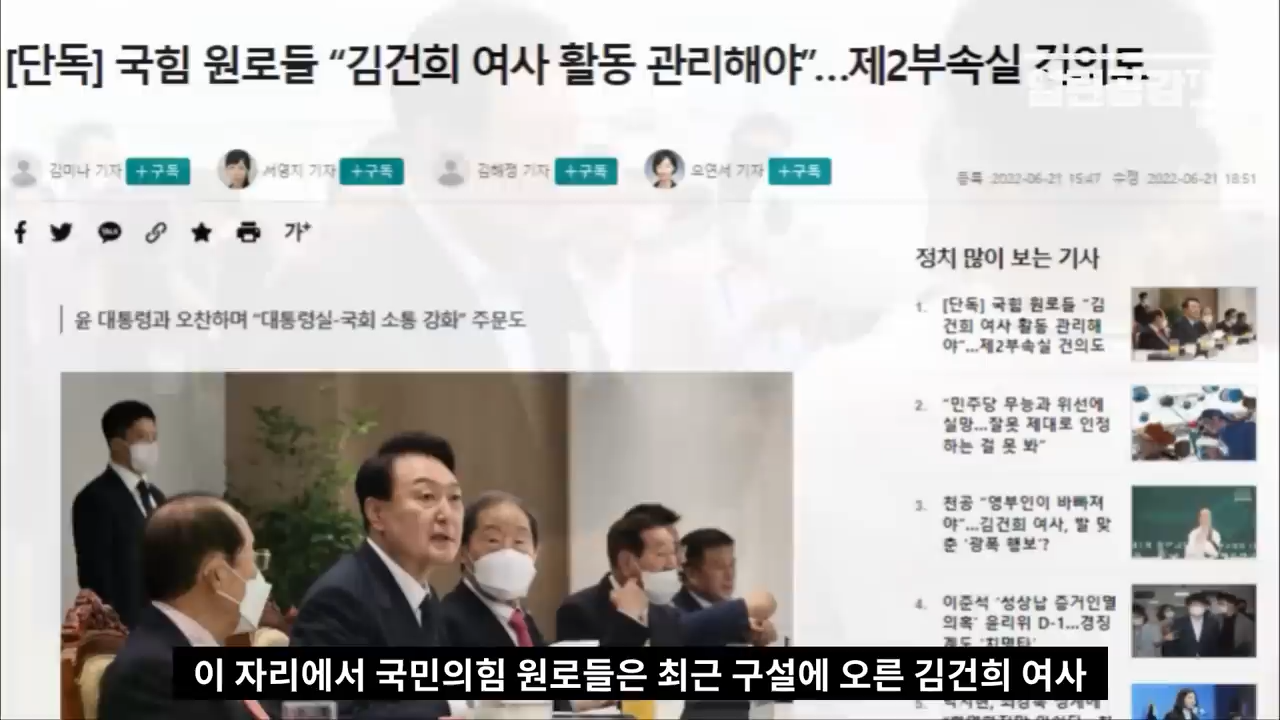 [단독] 국힘 원로들 “김건희 여사 활동 관리해야”...제2부속실 건의도
김미나 기자 +구독 서영지 기자 +구독 김해정 기자 +구독 오연서 기자 +구독
등록 2022-06-21 15:47 수정 2022-06-21 18:51
가+
윤 대통령과 오찬하며 “대통령실-국회 소통 강화” 주문도
정치 많이 보는 기사
1. [단독] 국힘 원로들 “김
건희 여사 활동 관리해
야”...제2부속실 건의도
2. “민주당 무능과 위선에
실망...잘못 제대로 인정
하는 걸 못 봐”
3. 천공 “영부인이 바빠져
야”...김건희 여사, 발 맞
춘 ‘광폭 행보’?
4. 이준석 ‘성상납 증거인멸
의혹’ 윤리위 D-1...경징
계도 ‘치명타’
5.
이 자리에서 국민의힘 원로들은 최근 구설에 오른 김건희 여사